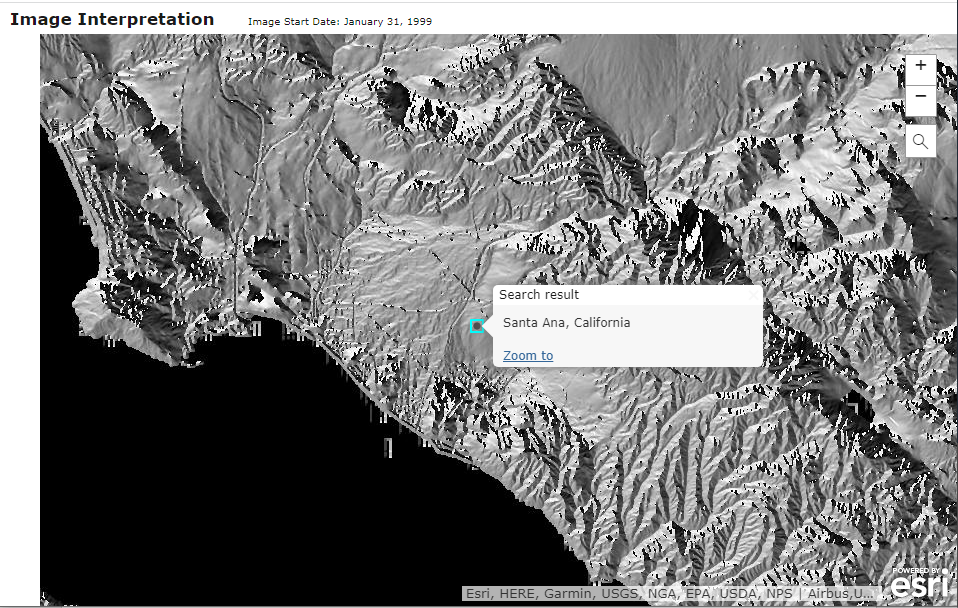 Image Interpretation
Image Start Date: January 31, 1999
+
−
Search result
Santa Ana, California
Zoom to
POWERED BY
esri
Esri, HERE, Garmin, USGS, NGA, EPA, USDA, NPS | Airbus,U...